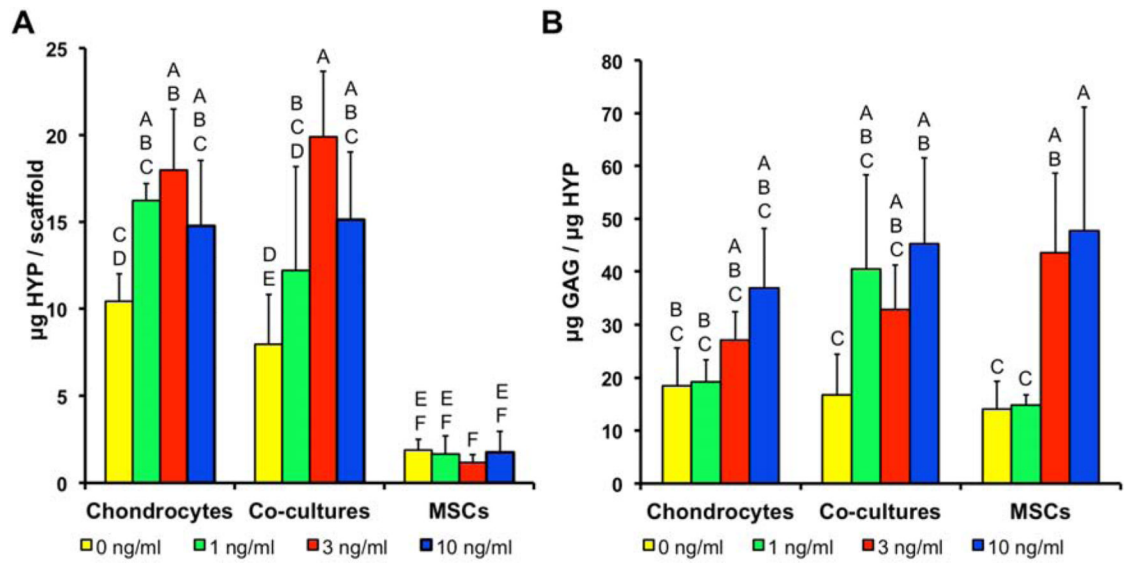 A
µg HYP / scaffold
25
20
15
10
5
0
C
D
A
B
C
A
B
A
B
C
D
E
B
C
D
A
A
B
C
E
F
E
F
F
E
F
Chondrocytes
Co-cultures
MSCs
0 ng/ml 1 ng/ml 3 ng/ml 10 ng/ml
B
µg GAG / µg HYP
80
70
60
50
40
30
20
10
0
B
C
B
C
A
B
C
A
B
C
C
A
B
C
A
B
C
A
B
C
C
A
B
A
Chondrocytes
Co-cultures
MSCs
0 ng/ml 1 ng/ml 3 ng/ml 10 ng/ml